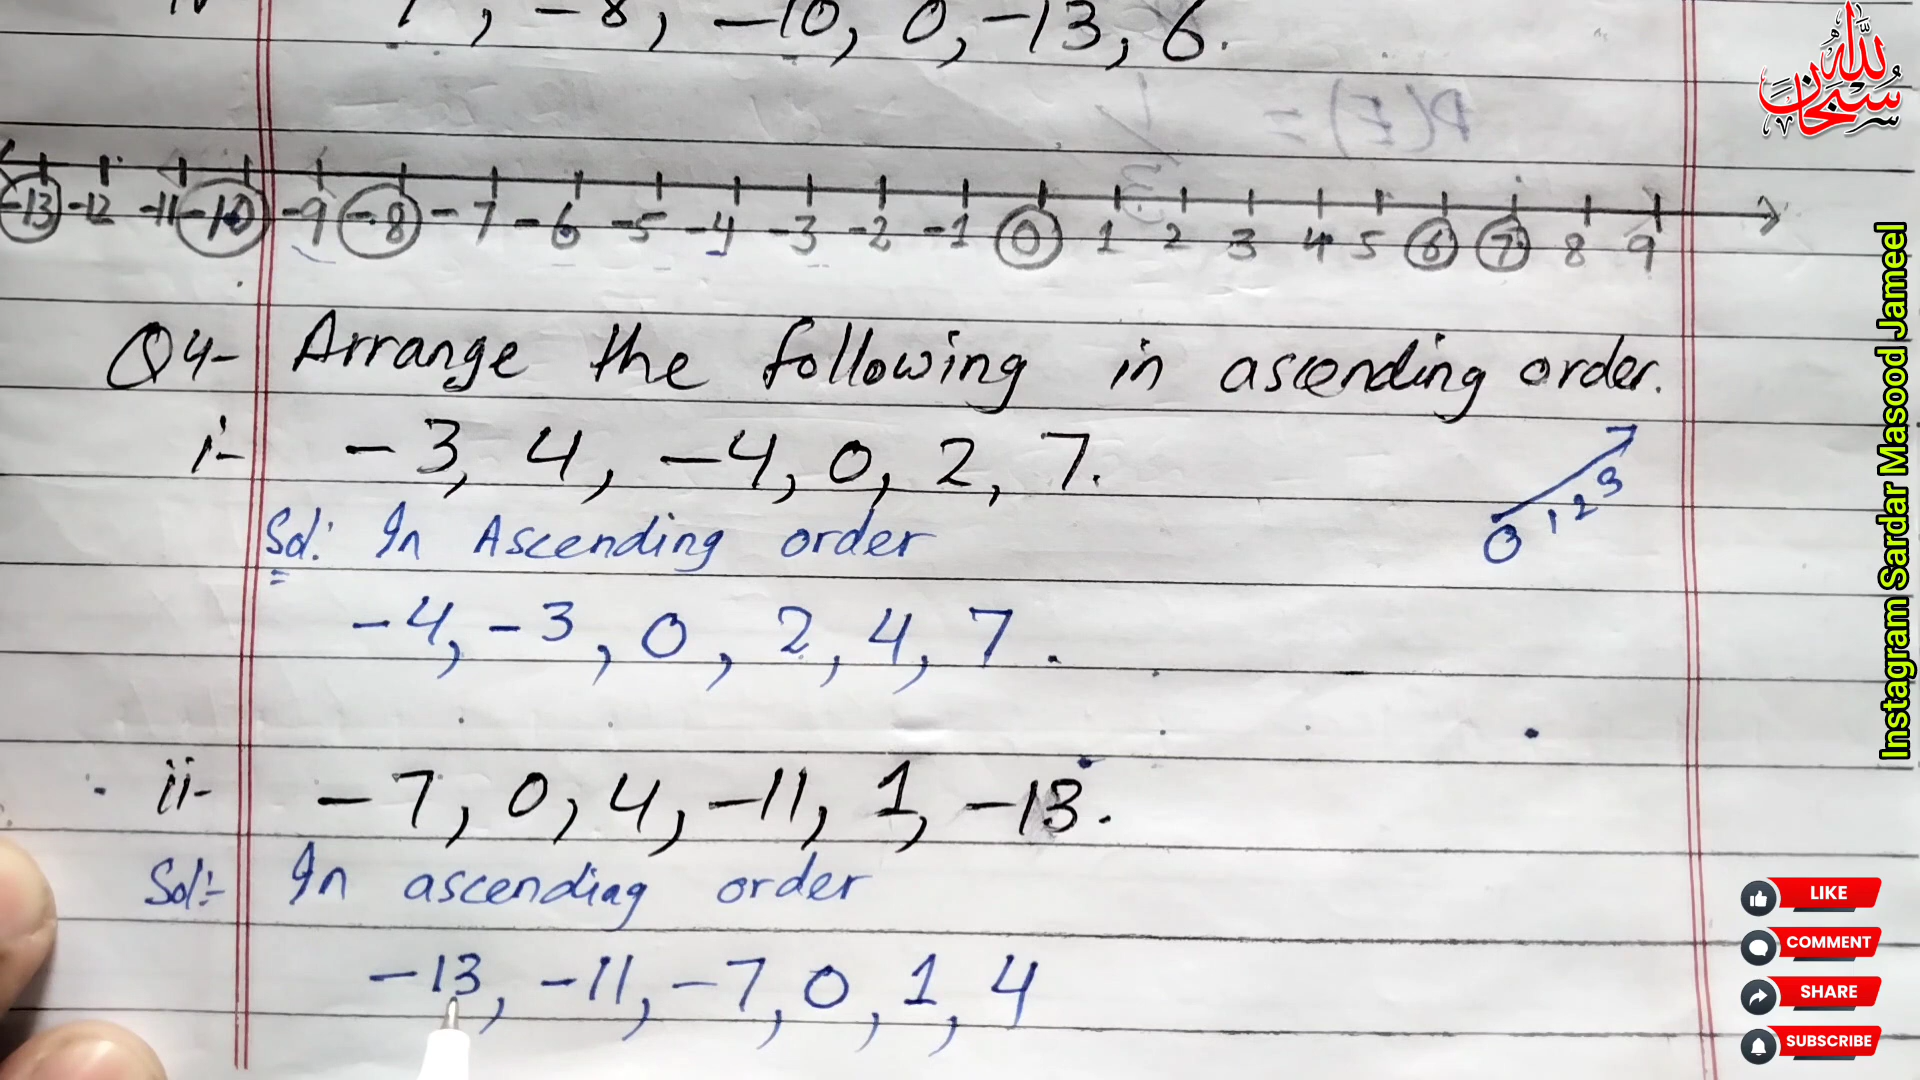 7, -8, -10, 0, -13, 6.
P(E) =
-13 -12 -11 -10 -9 -8 -7 -6 -5 -4 -3 -2 -1 0 1 2 3 4 5 6 7 8 9
Q4- Arrange the following in ascending order.
i- -3, 4, -4, 0, 2, 7.
0 1 2 3
Sol: In Ascending order
-4, -3, 0, 2, 4, 7.
ii- -7, 0, 4, -11, 1, -13.
Sol:- In ascending order
-13, -11, -7, 0, 1, 4
سُبْحَانَ اللّٰه
Instagram Sardar Masood Jameel
LIKE
COMMENT
SHARE
SUBSCRIBE